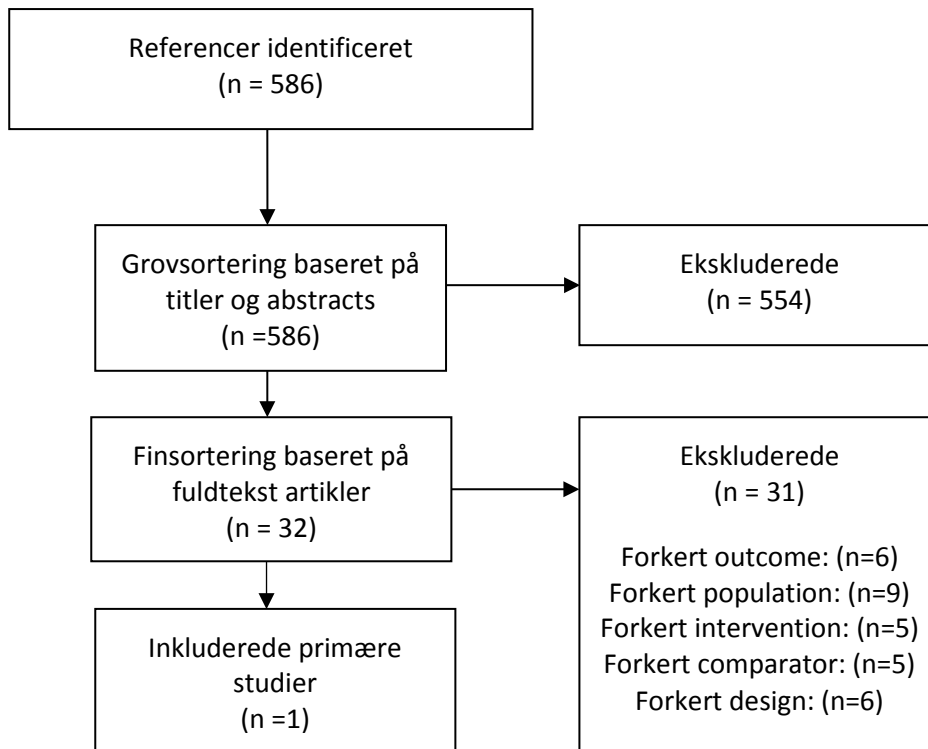 Referencer identificeret
(n = 586)
Grovsortering baseret på
titler og abstracts
(n =586)
Ekskluderede
(n = 554)
Finsortering baseret på
fuldtekst artikler
(n = 32)
Ekskluderede
(n = 31)
Forkert outcome: (n=6)
Forkert population: (n=9)
Forkert intervention: (n=5)
Forkert comparator: (n=5)
Forkert design: (n=6)
Inkluderede primære
studier
(n =1)